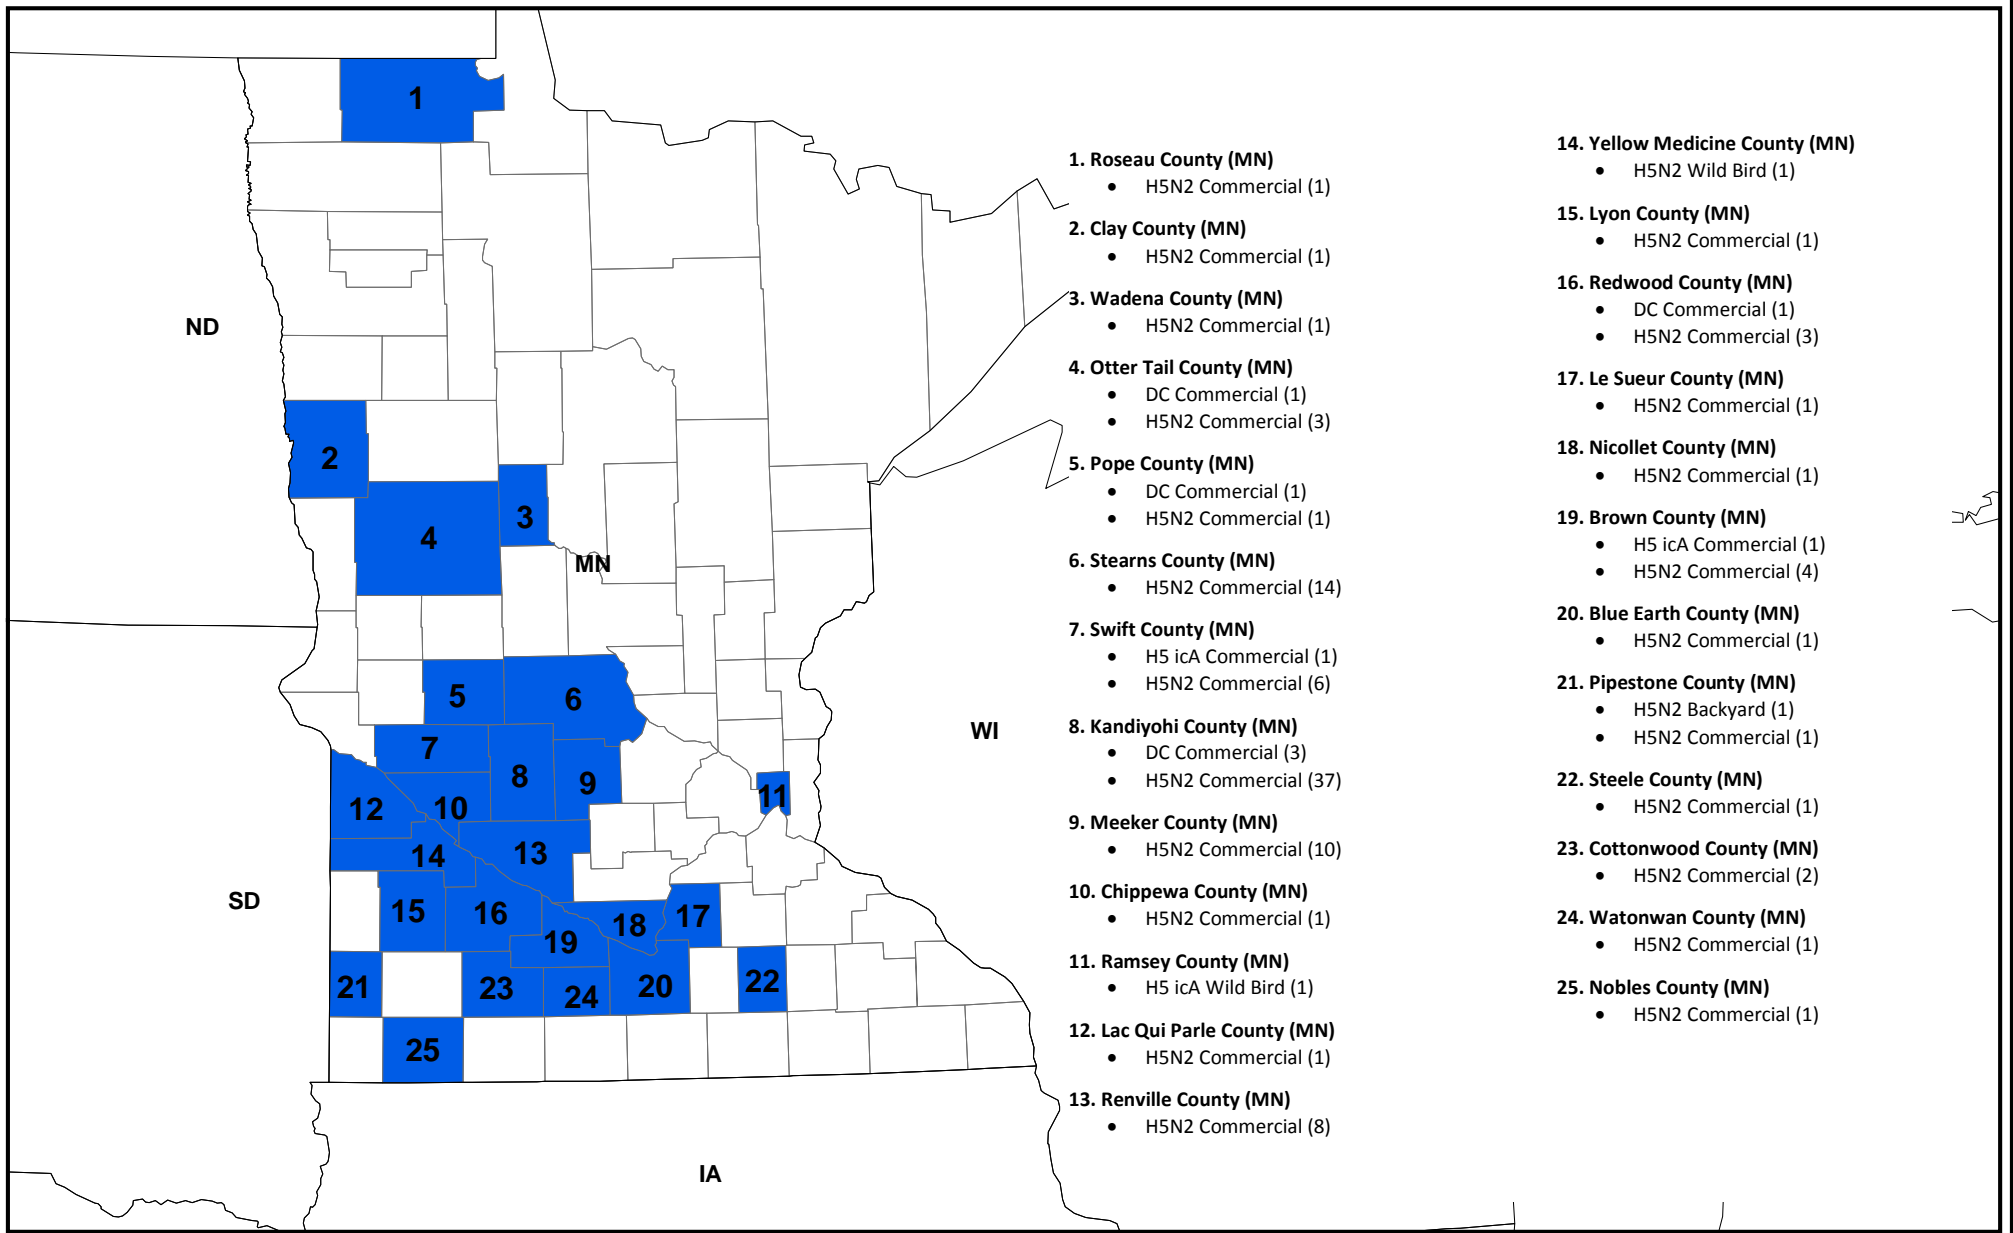 1
2
3
4
5
6
7
8
9
10
11
12
13
14
15
16
17
18
19
20
21
22
23
24
25
ND
MN
SD
WI
IA
1. Roseau County (MN)
• H5N2 Commercial (1)
2. Clay County (MN)
• H5N2 Commercial (1)
3. Wadena County (MN)
• H5N2 Commercial (1)
4. Otter Tail County (MN)
• DC Commercial (1)
• H5N2 Commercial (3)
5. Pope County (MN)
• DC Commercial (1)
• H5N2 Commercial (1)
6. Stearns County (MN)
• H5N2 Commercial (14)
7. Swift County (MN)
• H5 icA Commercial (1)
• H5N2 Commercial (6)
8. Kandiyohi County (MN)
• DC Commercial (3)
• H5N2 Commercial (37)
9. Meeker County (MN)
• H5N2 Commercial (10)
10. Chippewa County (MN)
• H5N2 Commercial (1)
11. Ramsey County (MN)
• H5 icA Wild Bird (1)
12. Lac Qui Parle County (MN)
• H5N2 Commercial (1)
13. Renville County (MN)
• H5N2 Commercial (8)
14. Yellow Medicine County (MN)
• H5N2 Wild Bird (1)
15. Lyon County (MN)
• H5N2 Commercial (1)
16. Redwood County (MN)
• DC Commercial (1)
• H5N2 Commercial (3)
17. Le Sueur County (MN)
• H5N2 Commercial (1)
18. Nicollet County (MN)
• H5N2 Commercial (1)
19. Brown County (MN)
• H5 icA Commercial (1)
• H5N2 Commercial (4)
20. Blue Earth County (MN)
• H5N2 Commercial (1)
21. Pipestone County (MN)
• H5N2 Backyard (1)
• H5N2 Commercial (1)
22. Steele County (MN)
• H5N2 Commercial (1)
23. Cottonwood County (MN)
• H5N2 Commercial (2)
24. Watonwan County (MN)
• H5N2 Commercial (1)
25. Nobles County (MN)
• H5N2 Commercial (1)